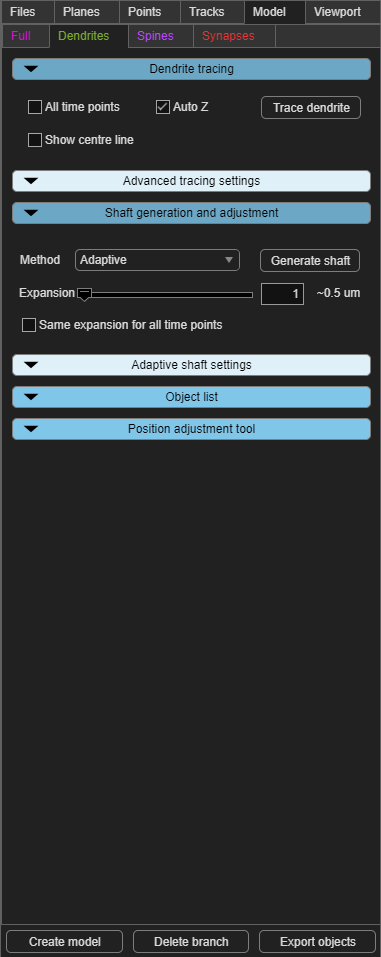 Files Planes Points Tracks Model Viewport
Full Dendrites Spines Synapses
Dendrite tracing
All time points Auto Z Trace dendrite
Show centre line
Advanced tracing settings
Shaft generation and adjustment
Method Adaptive Generate shaft
Expansion 1 ~0.5 um
Same expansion for all time points
Adaptive shaft settings
Object list
Position adjustment tool
Create model Delete branch Export objects